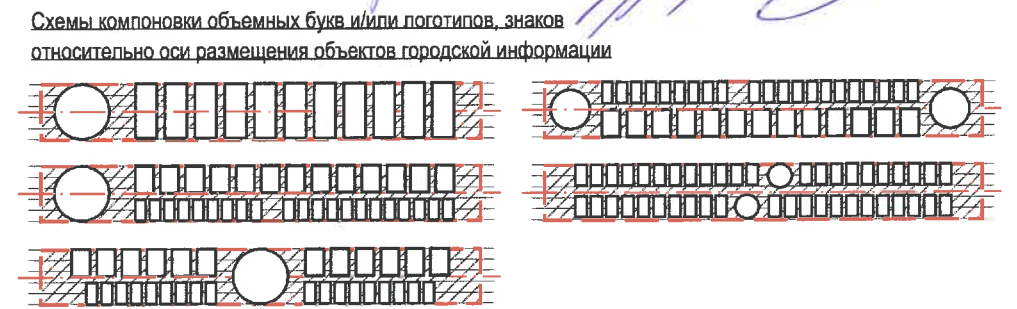 Схемы компоновки объемных букв и/или логотипов, знаков
относительно оси размещения объектов городской информации